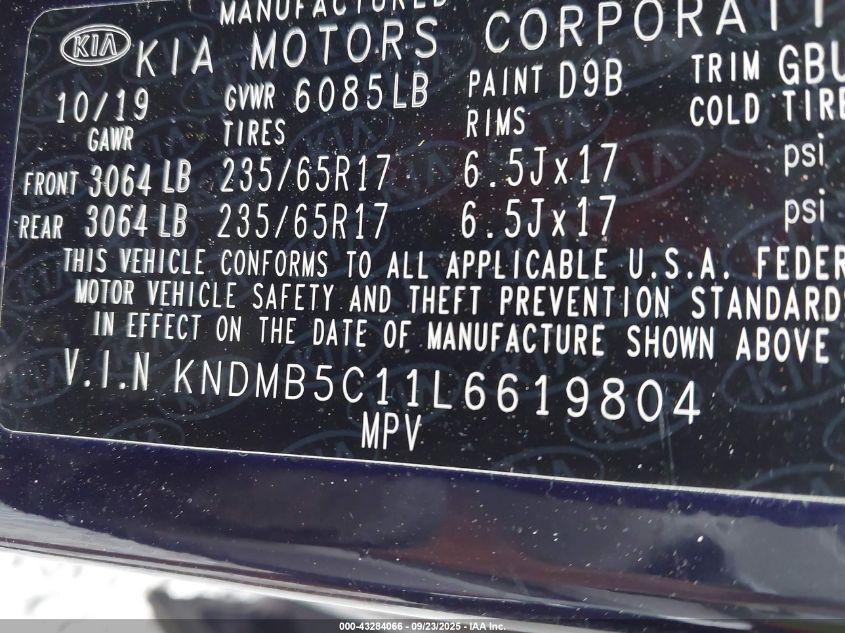 MANUFACTURED
KIA KIA MOTORS CORPORATI
10/19 GVWR 6085LB PAINT D9B TRIM GBU
GAWR TIRES RIMS COLD TIRE
FRONT 3064 LB 235/65R17 6.5Jx17 psi
REAR 3064 LB 235/65R17 6.5Jx17 psi
THIS VEHICLE CONFORMS TO ALL APPLICABLE U.S.A. FEDER
MOTOR VEHICLE SAFETY AND THEFT PREVENTION STANDARD
IN EFFECT ON THE DATE OF MANUFACTURE SHOWN ABOVE
V.I.N KNDMB5C11L6619804
MPV
000-43284066 - 09/23/2025 - IAA Inc.